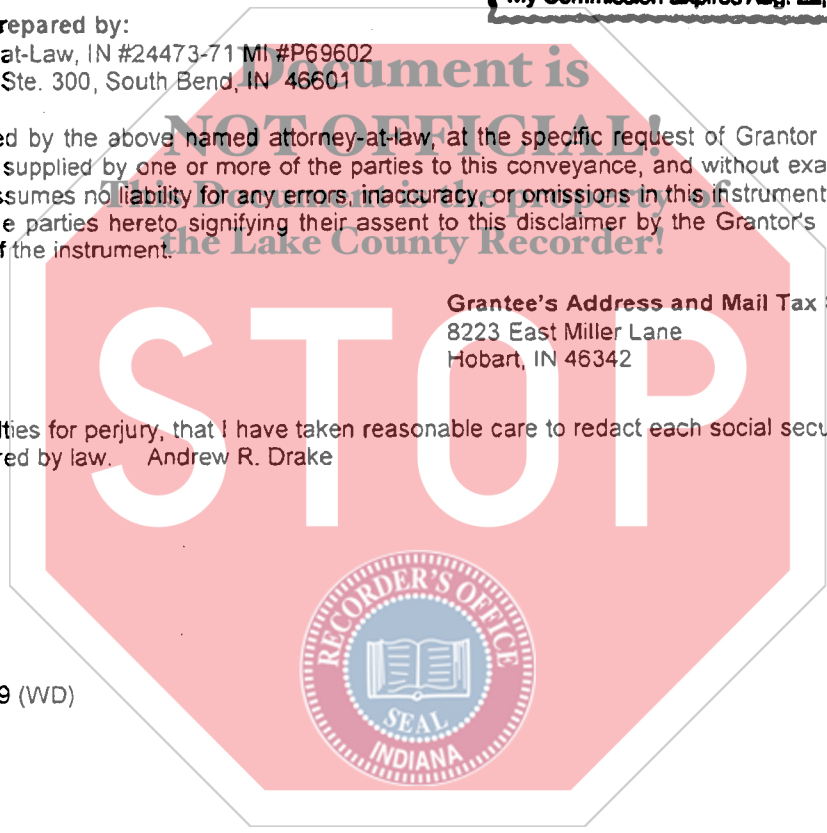 My Commission Expires Aug. 22,
repared by:
at-Law, IN #24473-71 MI #P69602
Ste. 300, South Bend, IN 46601
Document is
NOT OFFICIAL!
This Document is the property of
the Lake County Recorder!
ed by the above named attorney-at-law, at the specific request of Grantor
supplied by one or more of the parties to this conveyance, and without exa
ssumes no liability for any errors, inaccuracy, or omissions in this instrument
e parties hereto signifying their assent to this disclaimer by the Grantor's
f the instrument.
Grantee's Address and Mail Tax
8223 East Miller Lane
Hobart, IN 46342
lties for perjury, that I have taken reasonable care to redact each social secu
red by law. Andrew R. Drake
STOP
RECORDER'S OFFICE
SEAL
INDIANA
9 (WD)